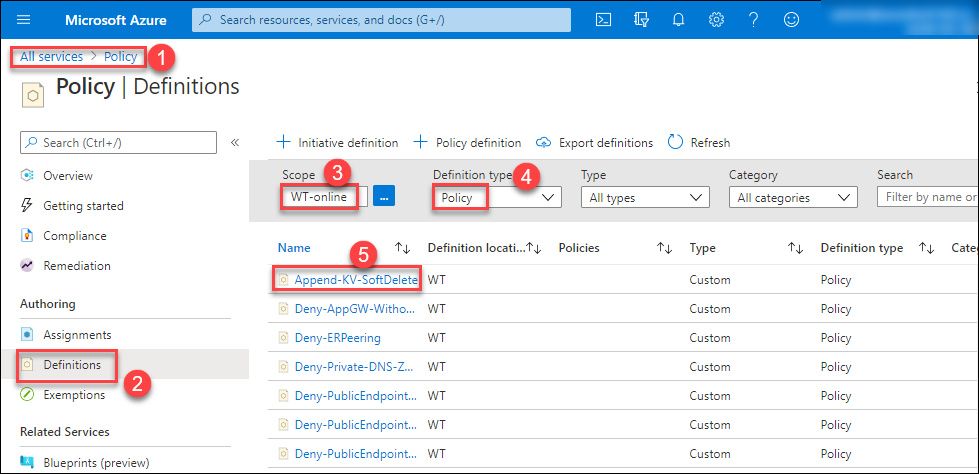 Microsoft Azure
Search resources, services, and docs (G+/)
All services > Policy
1
Policy | Definitions
Search (Ctrl+/)
«
Overview
Getting started
Compliance
Remediation
Authoring
Assignments
Definitions
2
Exemptions
Related Services
Blueprints (preview)
+ Initiative definition
+ Policy definition
Export definitions
Refresh
Scope
3
WT-online
...
Definition type
4
Policy
Type
All types
Category
All categories
Search
Filter by name or
5
Name Definition locati... Policies Type Definition type Cate
Append-KV-SoftDelete WT Custom Policy
Deny-AppGW-Witho... WT Custom Policy
Deny-ERPeering WT Custom Policy
Deny-Private-DNS-Z... WT Custom Policy
Deny-PublicEndpoint... WT Custom Policy
Deny-PublicEndpoint... WT Custom Policy
Deny-PublicEndpoint... WT Custom Policy